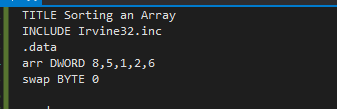 TITLE Sorting an Array
INCLUDE Irvine32.inc
.data
arr DWORD 8,5,1,2,6
swap BYTE 0